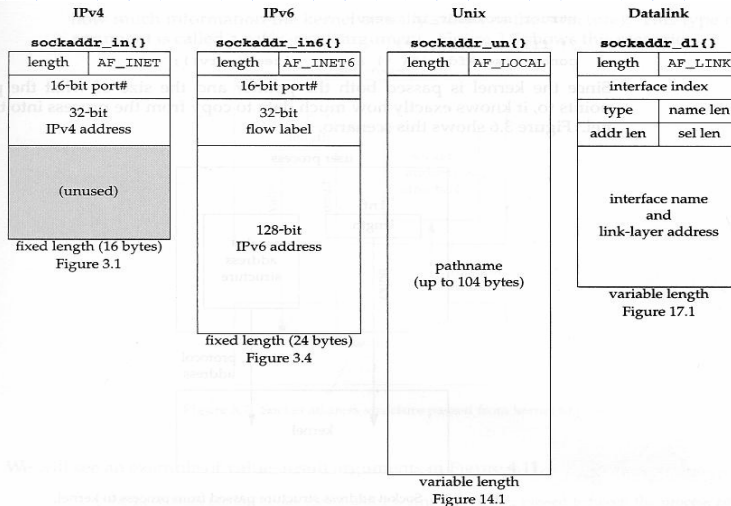 IPv4
sockaddr_in{}
length AF_INET
16-bit port#
32-bit
IPv4 address
(unused)
fixed length (16 bytes)
Figure 3.1
IPv6
sockaddr_in6{}
length AF_INET6
16-bit port#
32-bit
flow label
128-bit
IPv6 address
fixed length (24 bytes)
Figure 3.4
Unix
sockaddr_un{}
length AF_LOCAL
pathname
(up to 104 bytes)
variable length
Figure 14.1
Datalink
sockaddr_dl{}
length AF_LINK
interface index
type name len
addr len sel len
interface name
and
link-layer address
variable length
Figure 17.1